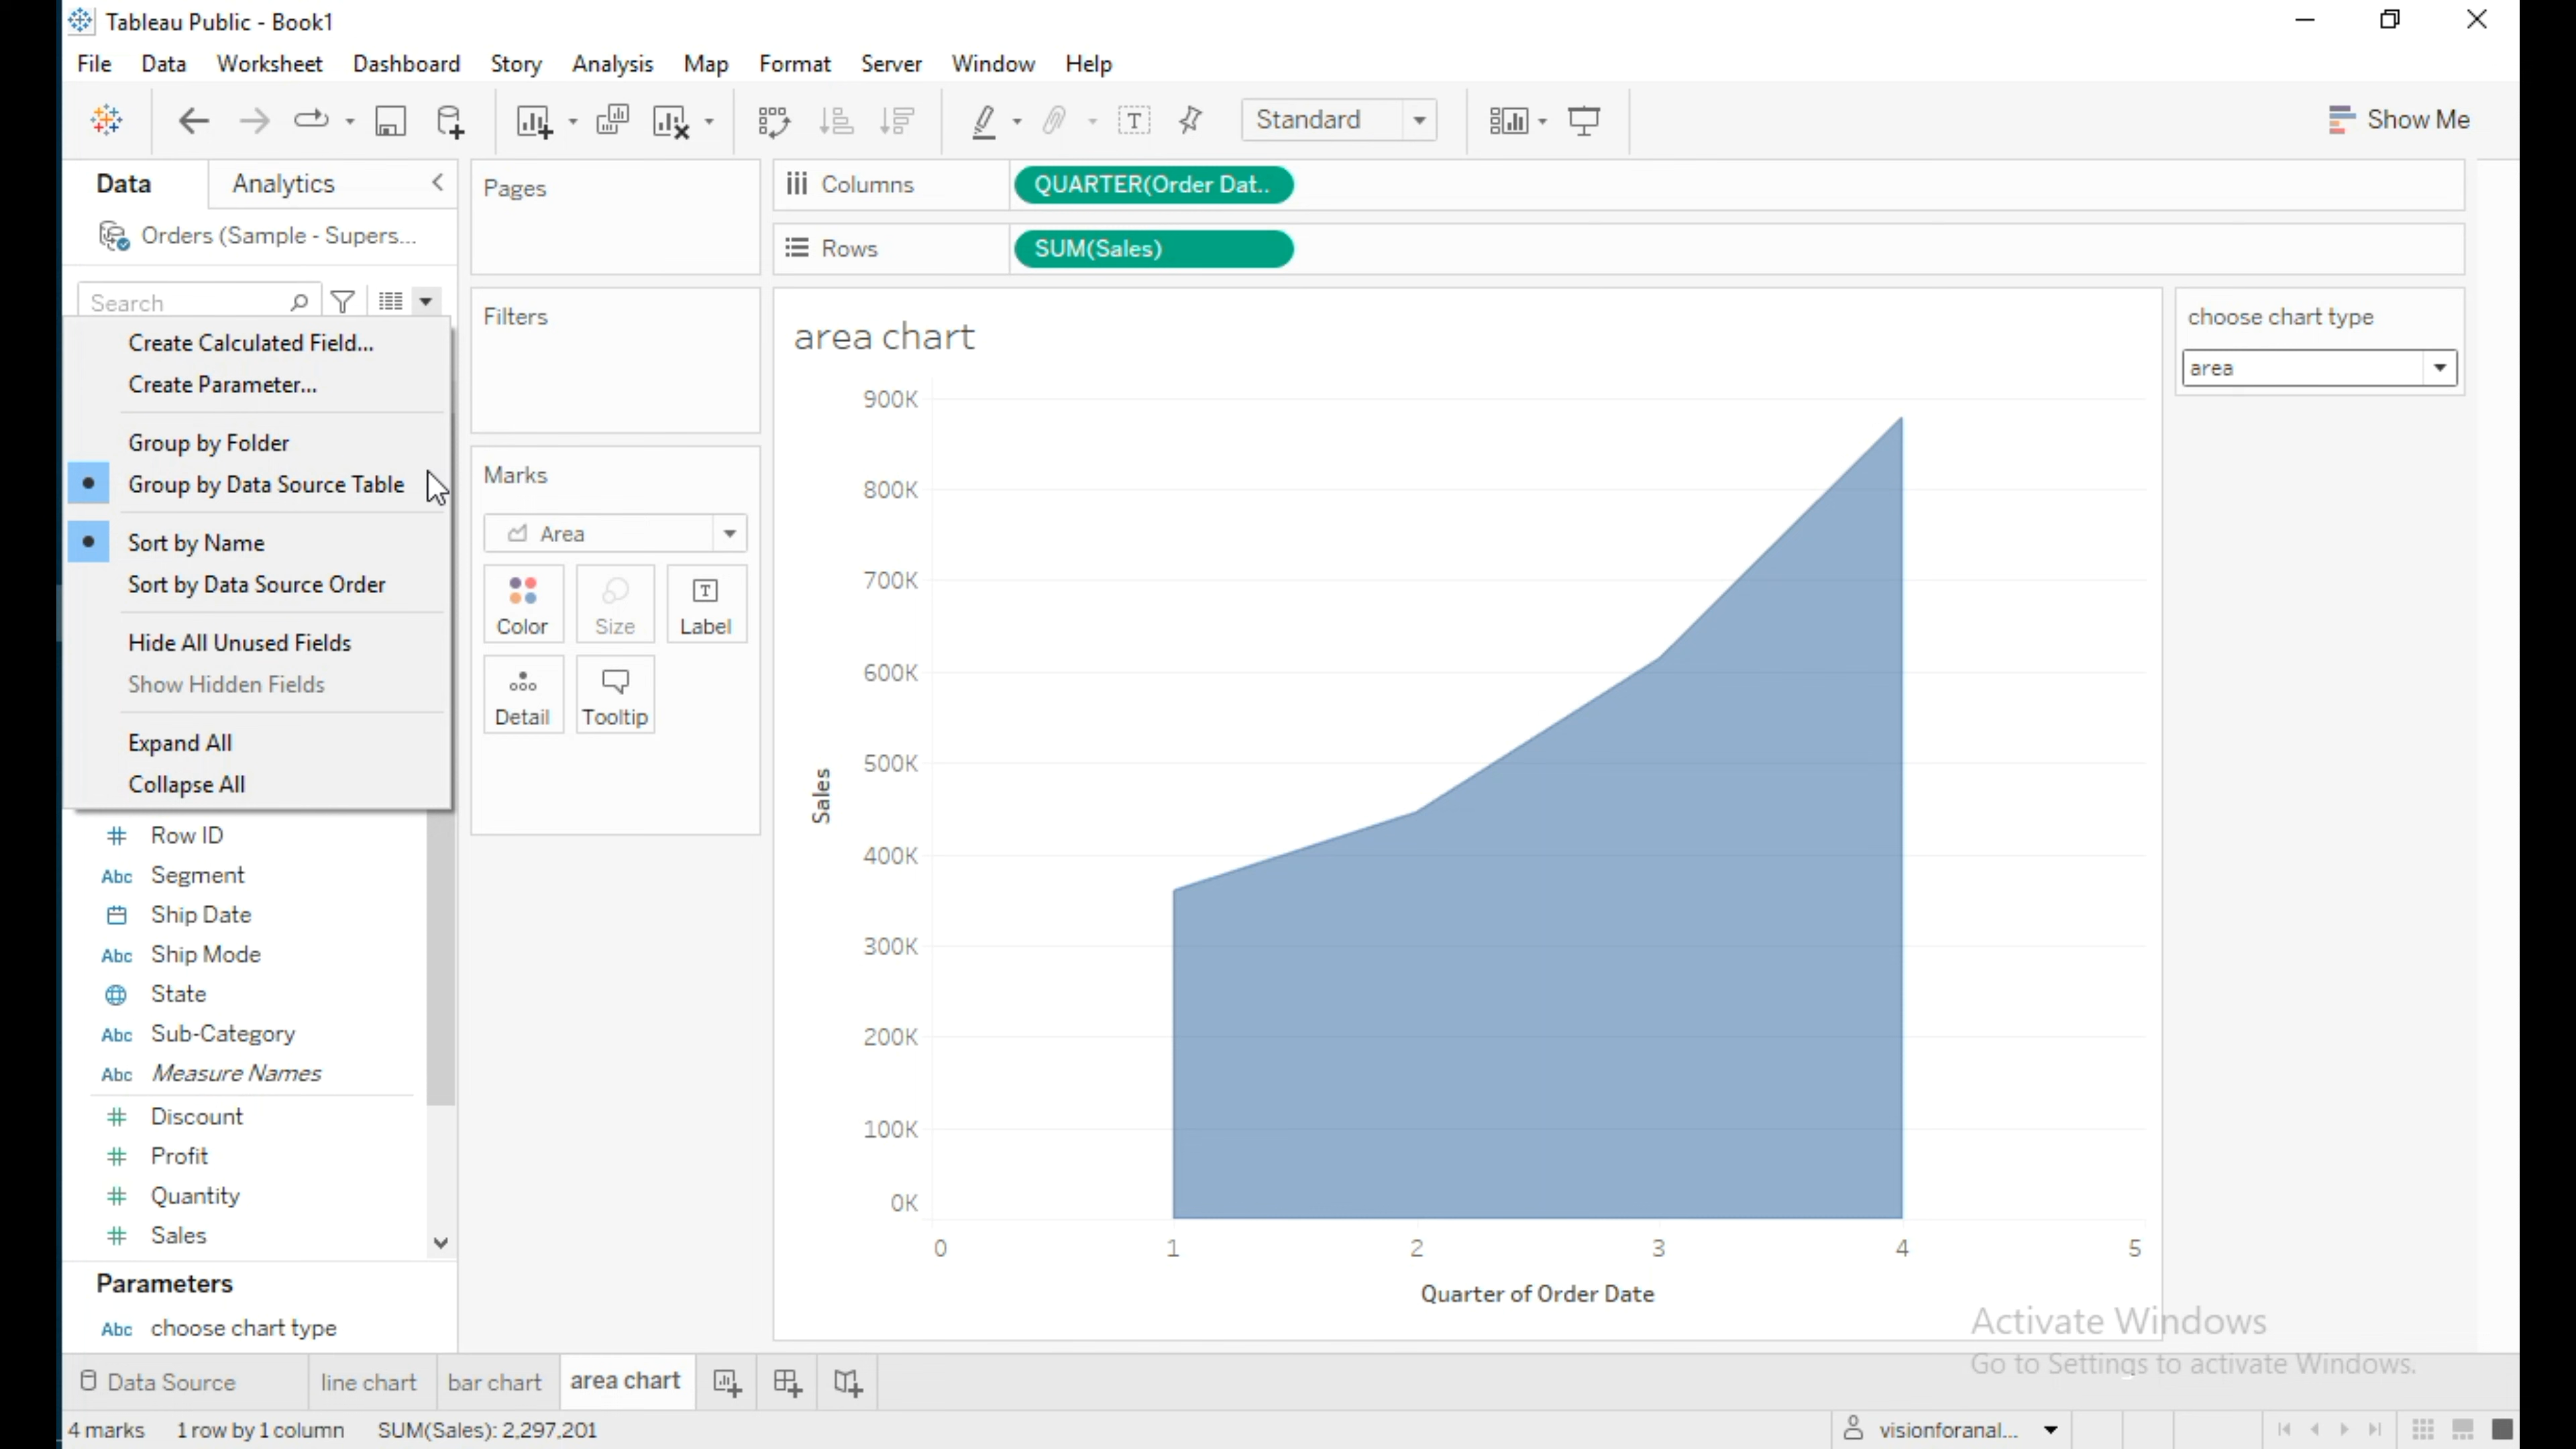 Tableau Public - Book1
File Data Worksheet Dashboard Story Analysis Map Format Server Window Help
Standard
Show Me
Data
Analytics
Orders (Sample - Supers...
Search
Create Calculated Field...
Create Parameter...
Group by Folder
Group by Data Source Table
Sort by Name
Sort by Data Source Order
Hide All Unused Fields
Show Hidden Fields
Expand All
Collapse All
# Row ID
Abc Segment
Ship Date
Abc Ship Mode
State
Abc Sub-Category
Abc Measure Names
# Discount
# Profit
# Quantity
# Sales
Parameters
Abc choose chart type
Pages
Filters
Marks
Area
Color
Size
T
Label
Detail
Tooltip
Columns
QUARTER(Order Dat..
Rows
SUM(Sales)
area chart
900K
800K
700K
600K
500K
400K
300K
200K
100K
0K
Sales
0 1 2 3 4 5
Quarter of Order Date
choose chart type
area
Activate Windows
Go to Settings to activate Windows.
Data Source
line chart
bar chart
area chart
4 marks
1 row by 1 column
SUM(Sales): 2,297,201
visionforanal...